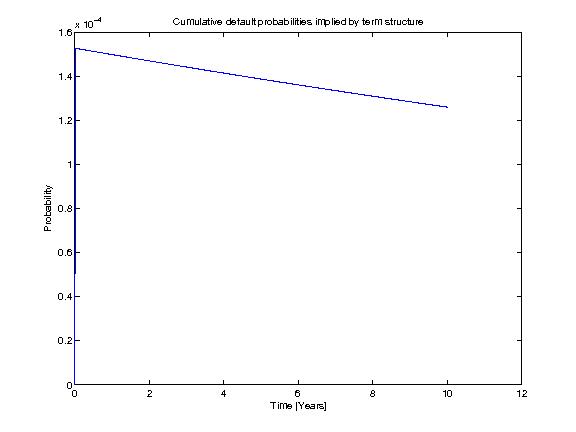 Cumulative default probabilities implied by term structure
x 10⁻⁴
1.6
1.4
1.2
1
0.8
0.6
0.4
0.2
0
Probability
0 2 4 6 8 10 12
Time [Years]